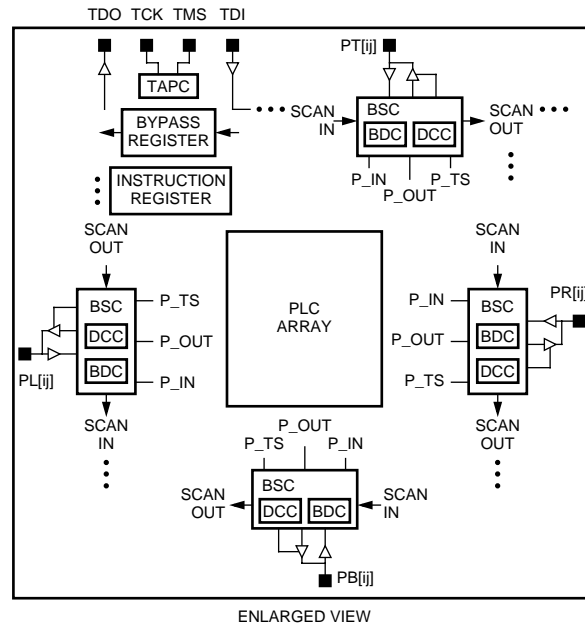 TDO TCK TMS TDI
PT[ij]
TAPC
SCAN
IN
BSC
BDC DCC
SCAN
OUT
BYPASS
REGISTER
P_IN P_OUT P_TS
INSTRUCTION
REGISTER
SCAN
OUT
BSC
DCC
BDC
P_TS
P_OUT
P_IN
PL[ij]
SCAN
IN
PLC
ARRAY
SCAN
IN
P_IN
P_OUT
P_TS
BSC
BDC
DCC
PR[ij]
SCAN
OUT
P_TS P_OUT P_IN
SCAN
OUT
BSC
DCC BDC
SCAN
IN
PB[ij]
ENLARGED VIEW